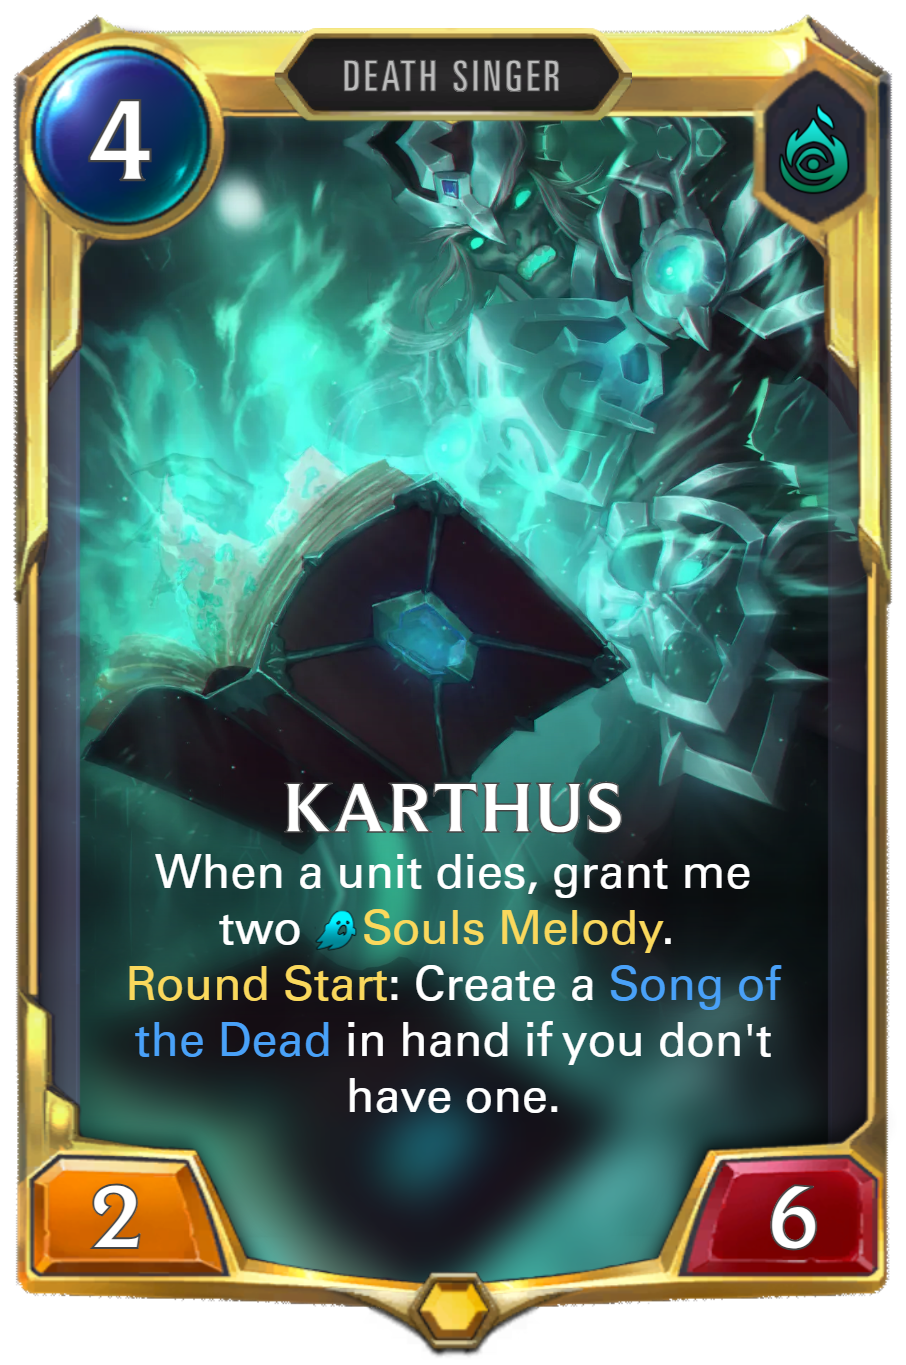 4
DEATH SINGER
KARTHUS
When a unit dies, grant me
two Souls Melody.
Round Start: Create a Song of
the Dead in hand if you don't
have one.
2
6